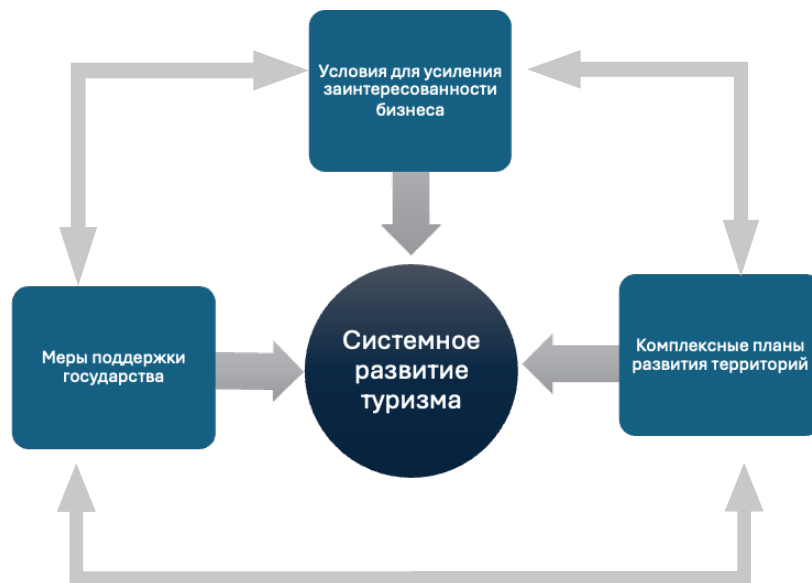 Условия для усиления
заинтересованности
бизнеса
Меры поддержки
государства
Системное
развитие
туризма
Комплексные планы
развития территорий